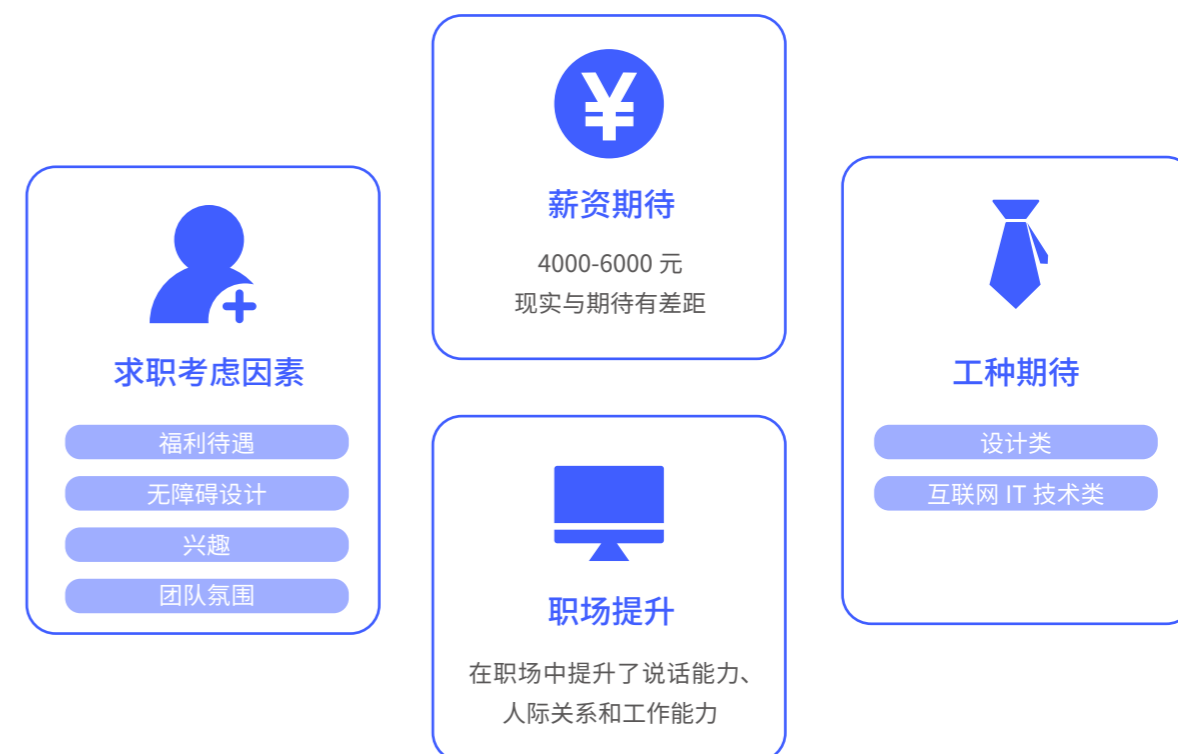 求职考虑因素
福利待遇
无障碍设计
兴趣
团队氛围
¥
薪资期待
4000-6000 元
现实与期待有差距
职场提升
在职场中提升了说话能力、
人际关系和工作能力
工种期待
设计类
互联网 IT 技术类